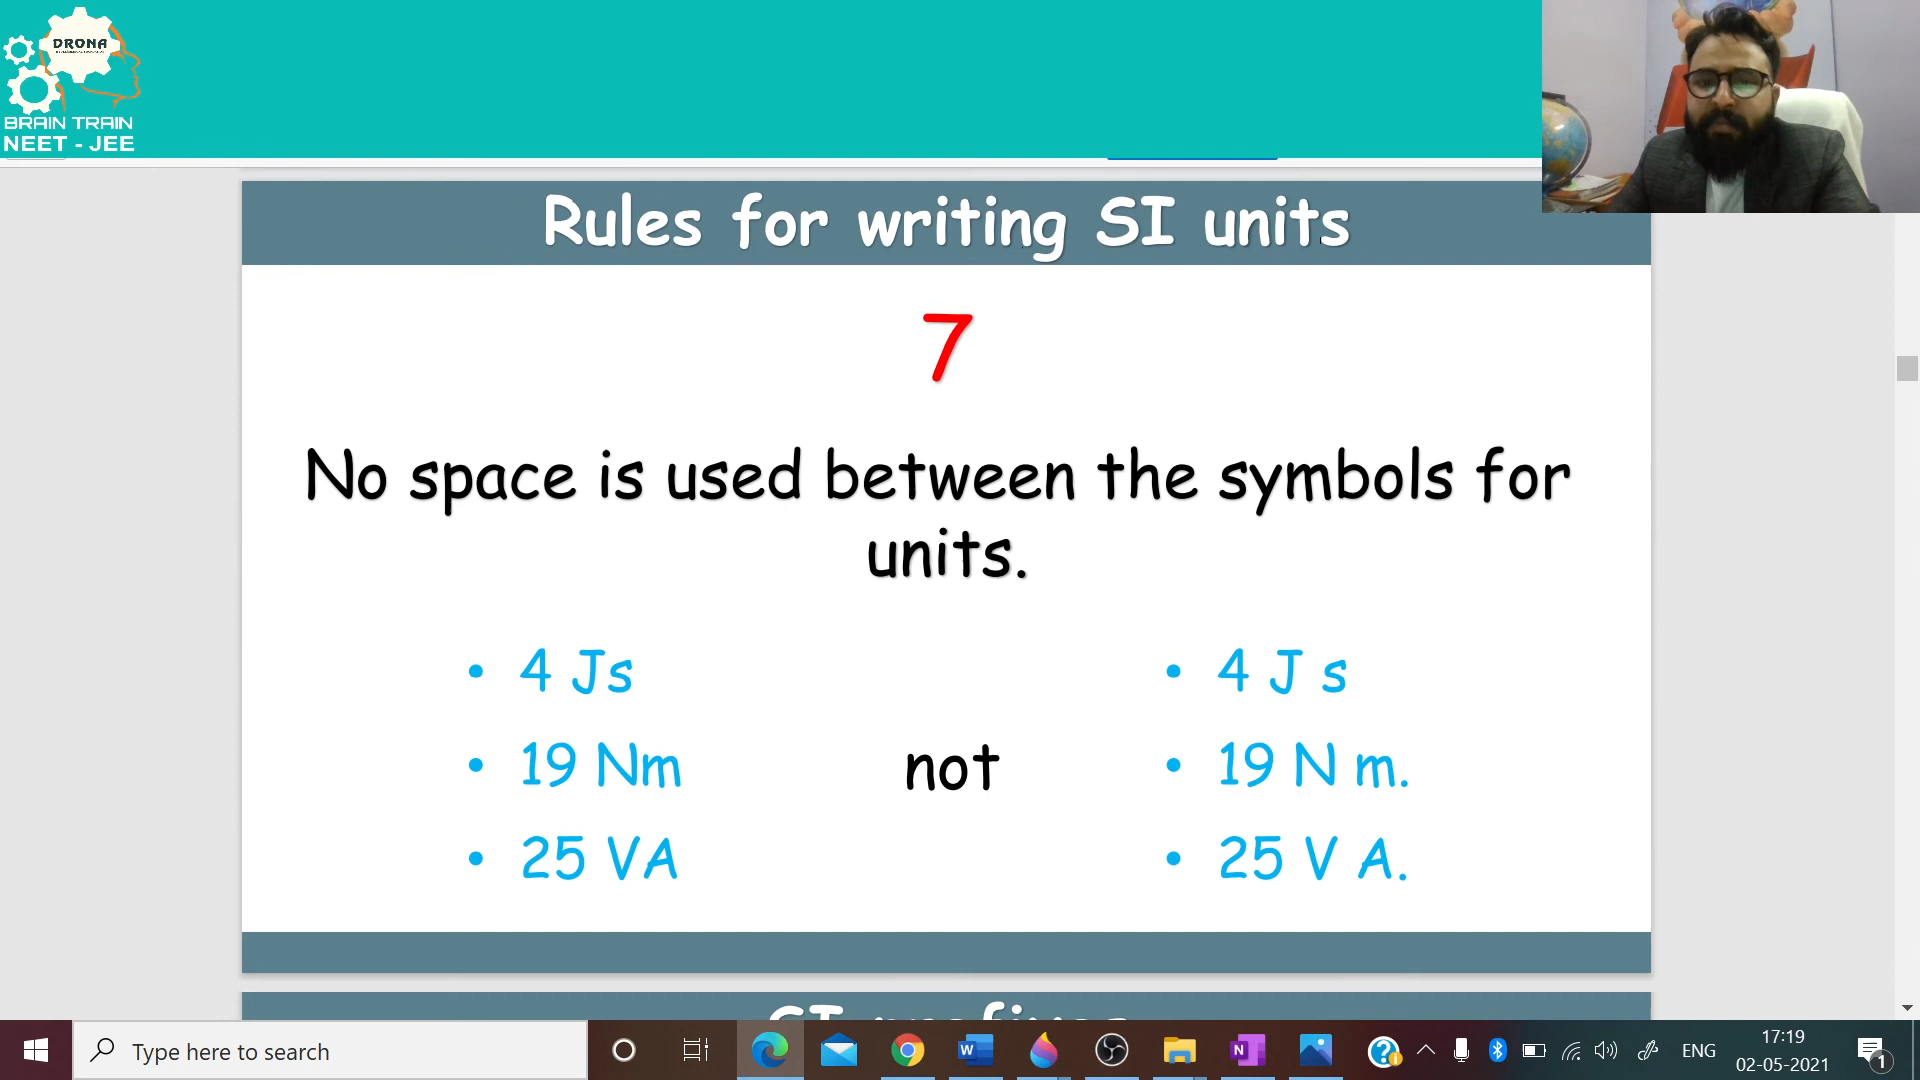 DRONA
BRAIN TRAIN
NEET - JEE
Rules for writing SI units
7
No space is used between the symbols for
units.
• 4 Js
• 19 Nm
• 25 VA
not
• 4 J s
• 19 N m.
• 25 V A.
SI prefixes
Type here to search
ENG
17:19
02-05-2021
1